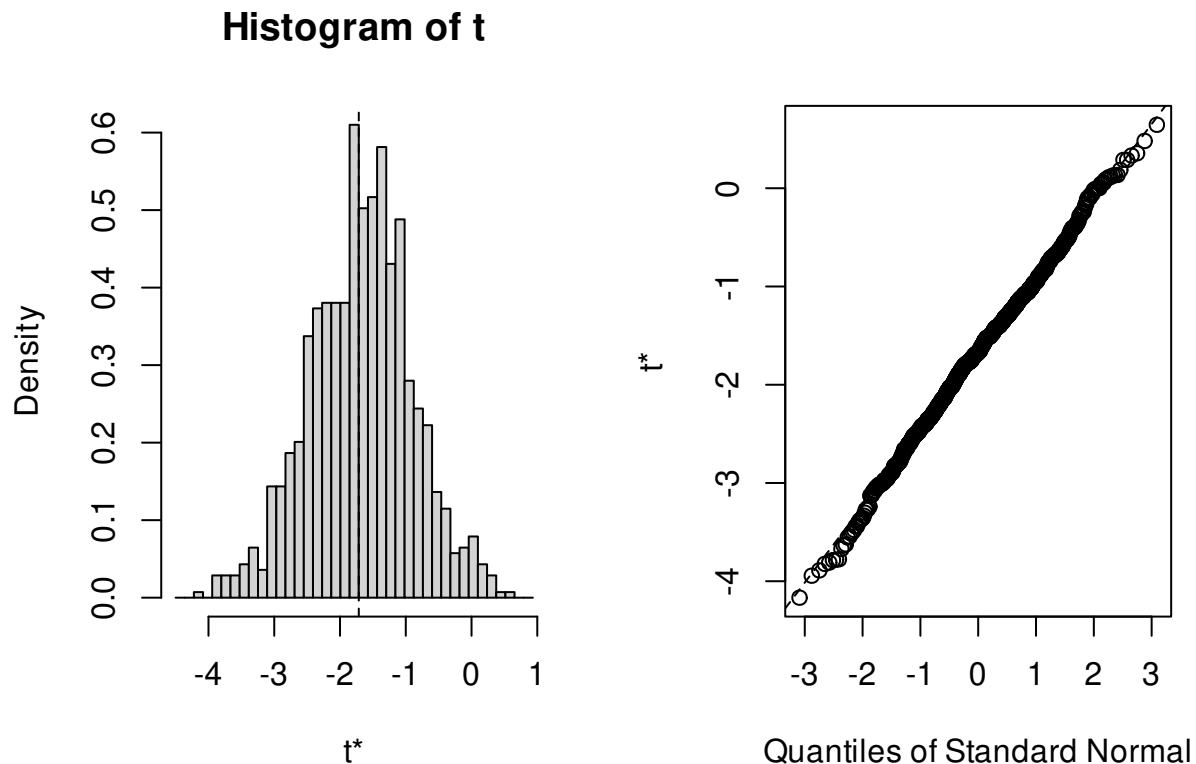 Histogram of t
Density
0.0 0.1 0.2 0.3 0.4 0.5 0.6
-4 -3 -2 -1 0 1
t*
t*
-4 -3 -2 -1 0
-3 -2 -1 0 1 2 3
Quantiles of Standard Normal